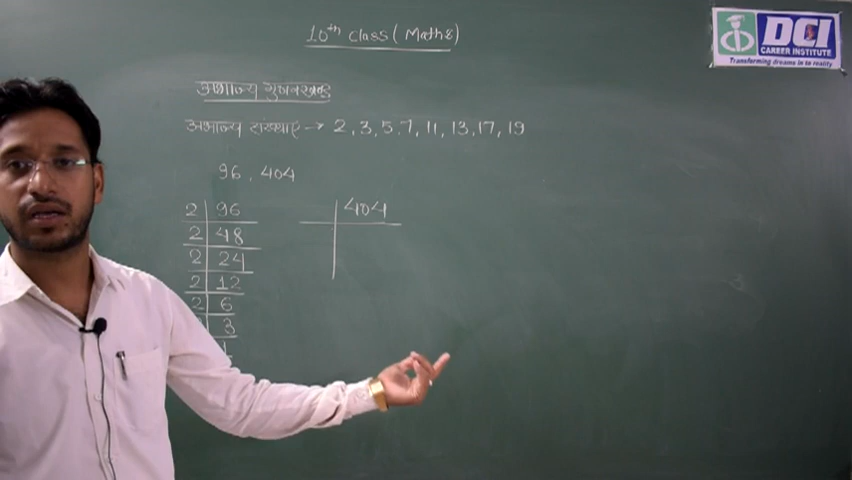 10th class (Maths)
DCI
CAREER INSTITUTE
Transforming dreams in to reality
अभाज्य गुणनखण्ड
अभाज्य संख्याएं → 2, 3, 5, 7, 11, 13, 17, 19
96, 404
2 | 96
2 | 48
2 | 24
2 | 12
2 | 6
3
1
404